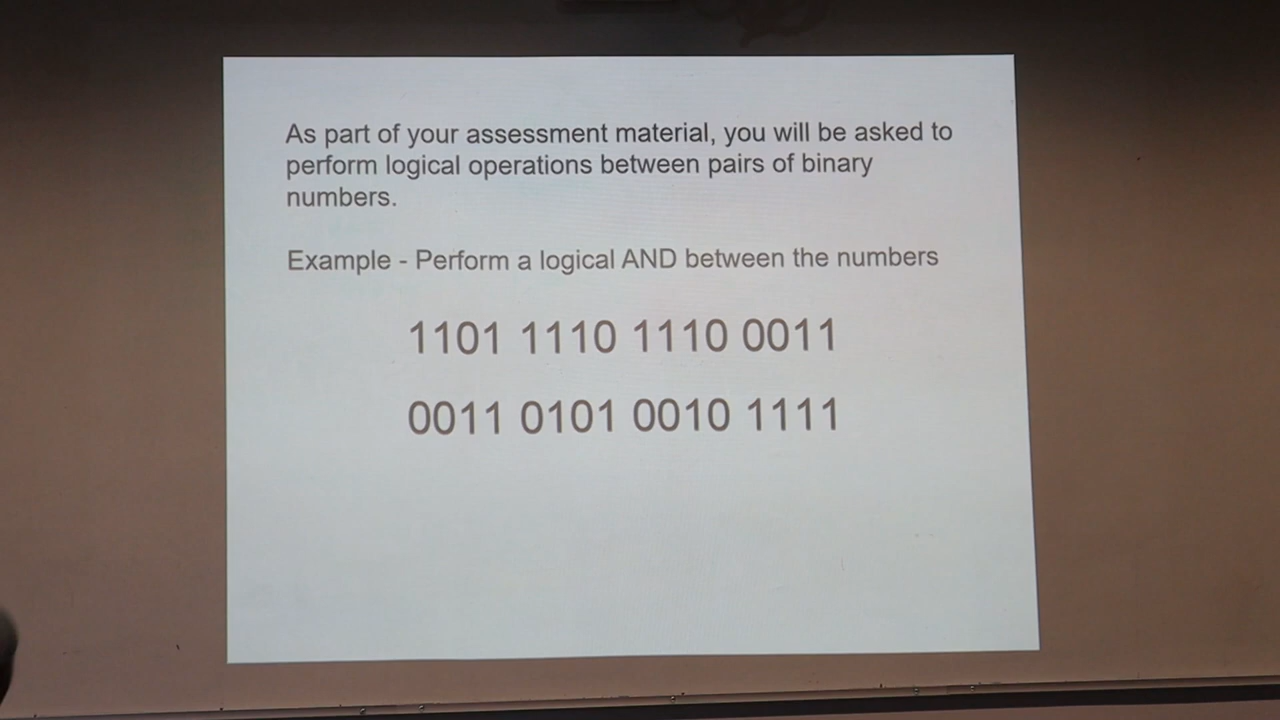 As part of your assessment material, you will be asked to
perform logical operations between pairs of binary
numbers.
Example - Perform a logical AND between the numbers
1101 1110 1110 0011
0011 0101 0010 1111